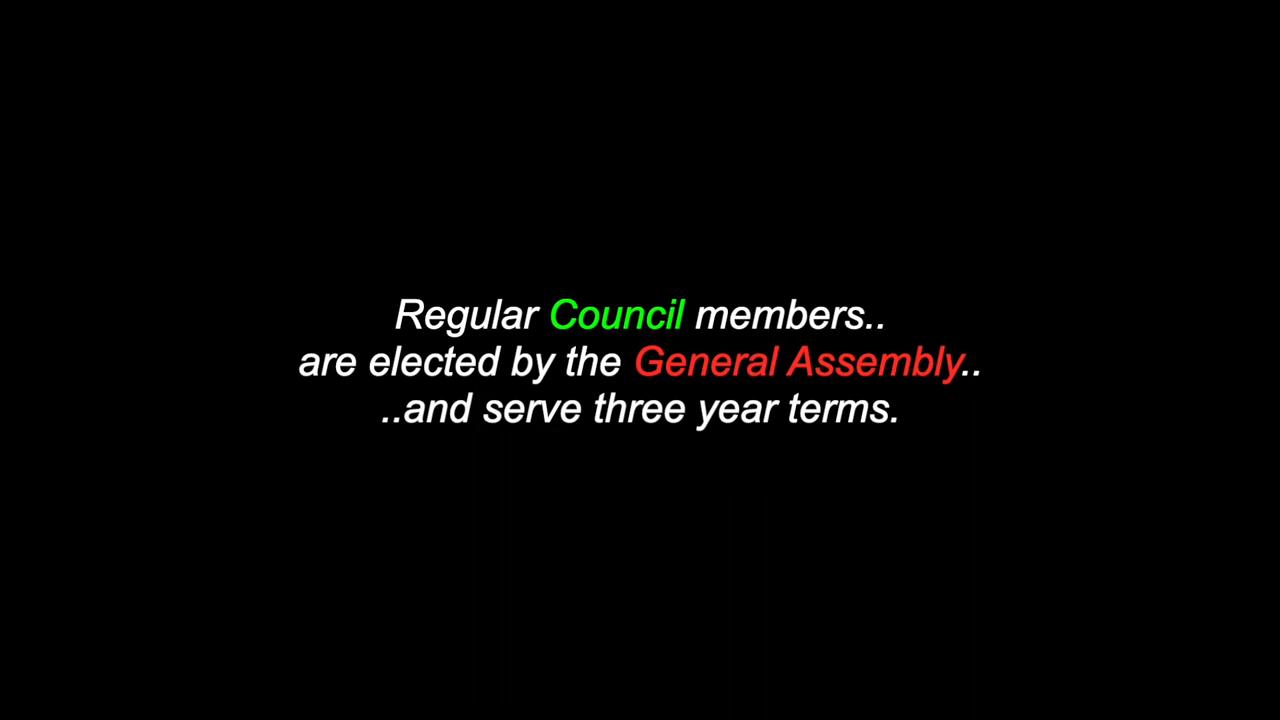 Regular Council members..
are elected by the General Assembly..
..and serve three year terms.